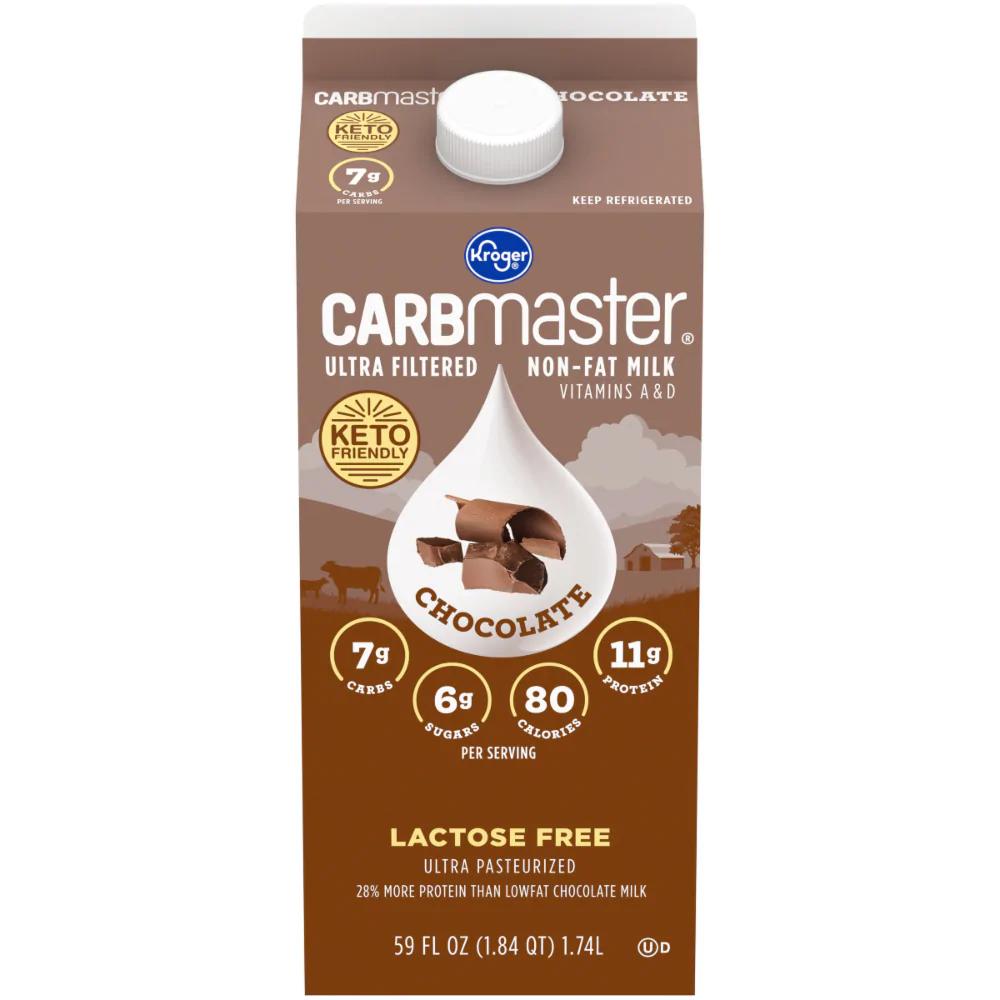 CARBmast HOCOLATE
KETO
FRIENDLY
7g
CARBS
PER SERVING
KEEP REFRIGERATED
Kroger®
CARBmaster®
ULTRA FILTERED NON-FAT MILK
VITAMINS A & D
KETO
FRIENDLY
CHOCOLATE
7g
CARBS
6g
SUGARS
80
CALORIES
11g
PROTEIN
PER SERVING
LACTOSE FREE
ULTRA PASTEURIZED
28% MORE PROTEIN THAN LOWFAT CHOCOLATE MILK
59 FL OZ (1.84 QT) 1.74L
U D